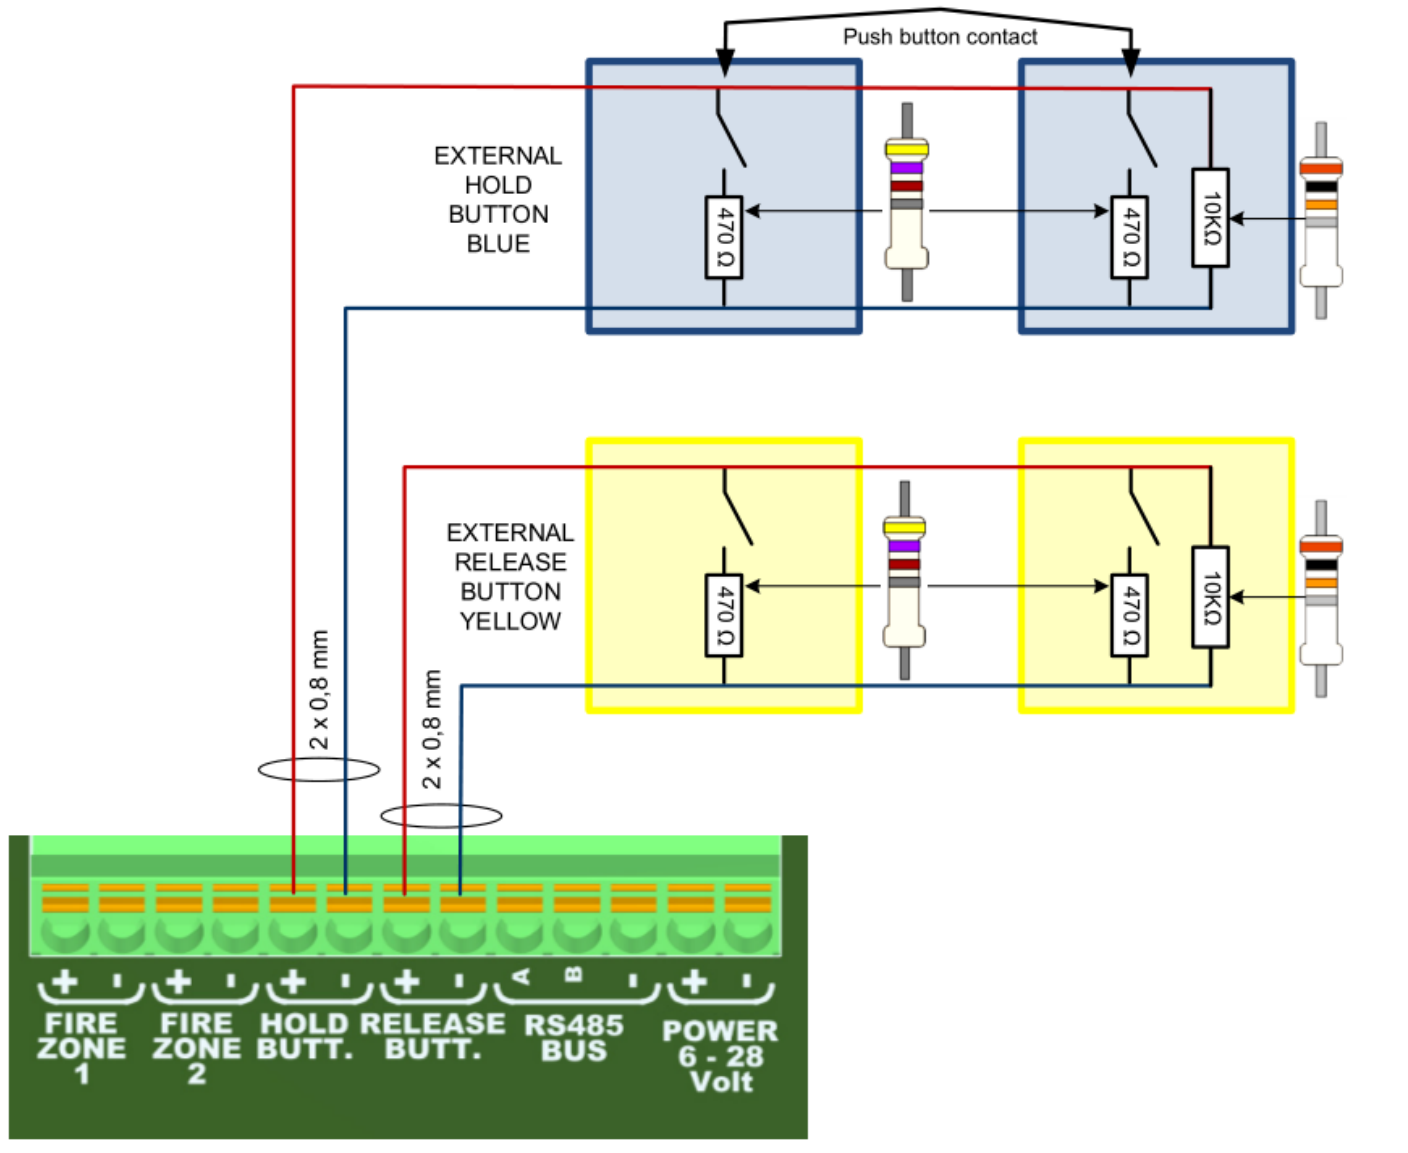 Push button contact
EXTERNAL
HOLD
BUTTON
BLUE
470 Ω
470 Ω
10KΩ
EXTERNAL
RELEASE
BUTTON
YELLOW
470 Ω
470 Ω
10KΩ
2 x 0,8 mm
2 x 0,8 mm
+ - + - + - + - A B - + -
FIRE
ZONE
1
FIRE
ZONE
2
HOLD
BUTT.
RELEASE
BUTT.
RS485
BUS
POWER
6 - 28
Volt